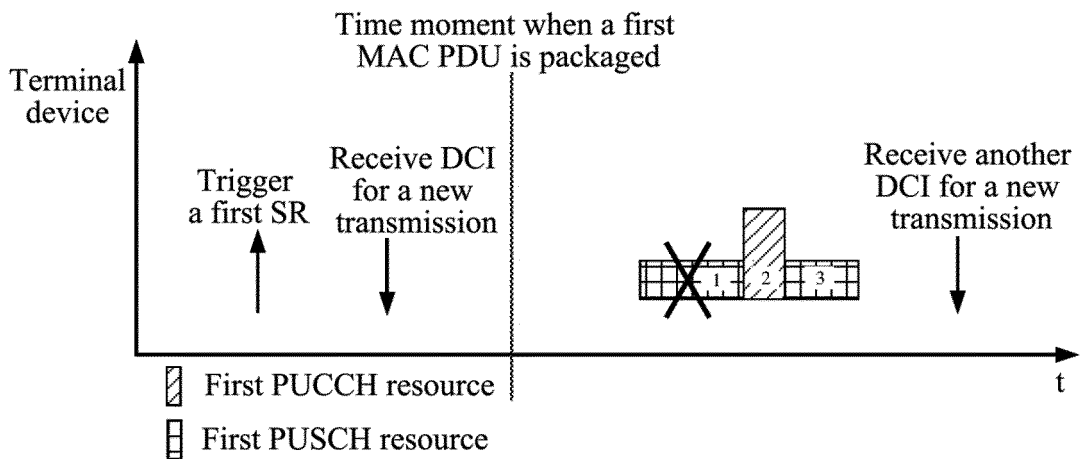 Time moment when a first
MAC PDU is packaged
Terminal
device
Trigger
a first SR
Receive DCI
for a new
transmission
Receive another
DCI for a new
transmission
1
2
3
t
First PUCCH resource
First PUSCH resource